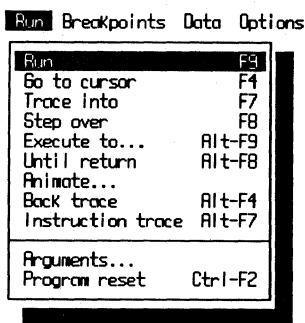 Run Breakpoints Data Options
Run F9
Go to cursor F4
Trace into F7
Step over F8
Execute to... Alt-F9
Until return Alt-F8
Animate...
Back trace Alt-F4
Instruction trace Alt-F7
Arguments...
Program reset Ctrl-F2